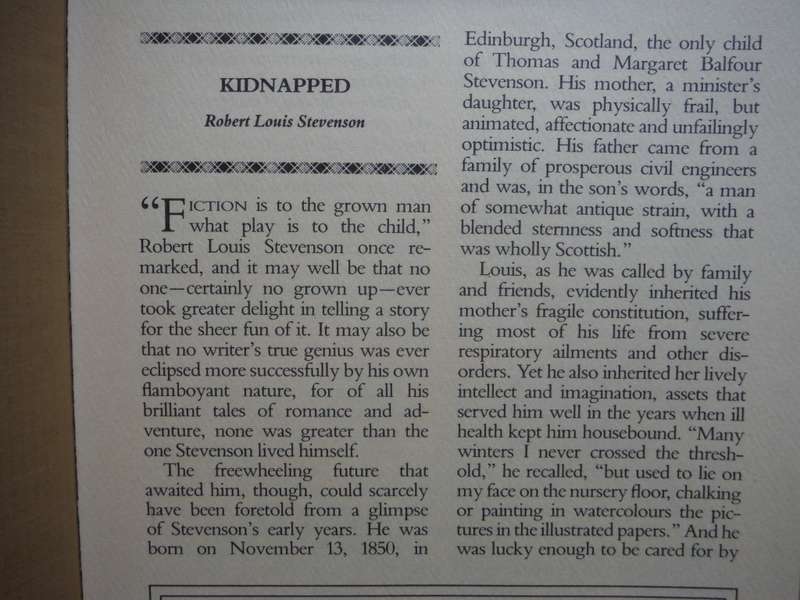 KIDNAPPED
Robert Louis Stevenson
“FICTION is to the grown man
what play is to the child,”
Robert Louis Stevenson once re-
marked, and it may well be that no
one—certainly no grown up—ever
took greater delight in telling a story
for the sheer fun of it. It may also be
that no writer’s true genius was ever
eclipsed more successfully by his own
flamboyant nature, for of all his
brilliant tales of romance and ad-
venture, none was greater than the
one Stevenson lived himself.
The freewheeling future that
awaited him, though, could scarcely
have been foretold from a glimpse
of Stevenson’s early years. He was
born on November 13, 1850, in
Edinburgh, Scotland, the only child
of Thomas and Margaret Balfour
Stevenson. His mother, a minister’s
daughter, was physically frail, but
animated, affectionate and unfailingly
optimistic. His father came from a
family of prosperous civil engineers
and was, in the son’s words, “a man
of somewhat antique strain, with a
blended sternness and softness that
was wholly Scottish.”
Louis, as he was called by family
and friends, evidently inherited his
mother’s fragile constitution, suffer-
ing most of his life from severe
respiratory ailments and other dis-
orders. Yet he also inherited her lively
intellect and imagination, assets that
served him well in the years when ill
health kept him housebound. “Many
winters I never crossed the thresh-
old,” he recalled, “but used to lie on
my face on the nursery floor, chalking
or painting in watercolours the pic-
tures in the illustrated papers.” And he
was lucky enough to be cared for by